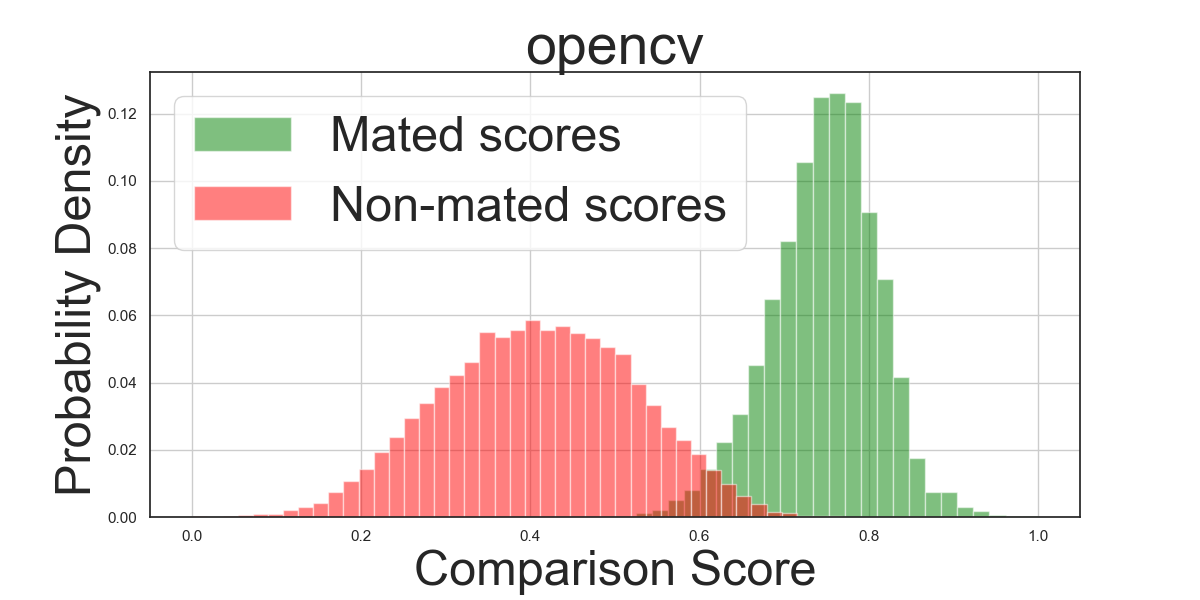 opencv
Probability Density
0.12
0.10
0.08
0.06
0.04
0.02
0.00
Mated scores
Non-mated scores
0.0 0.2 0.4 0.6 0.8 1.0
Comparison Score